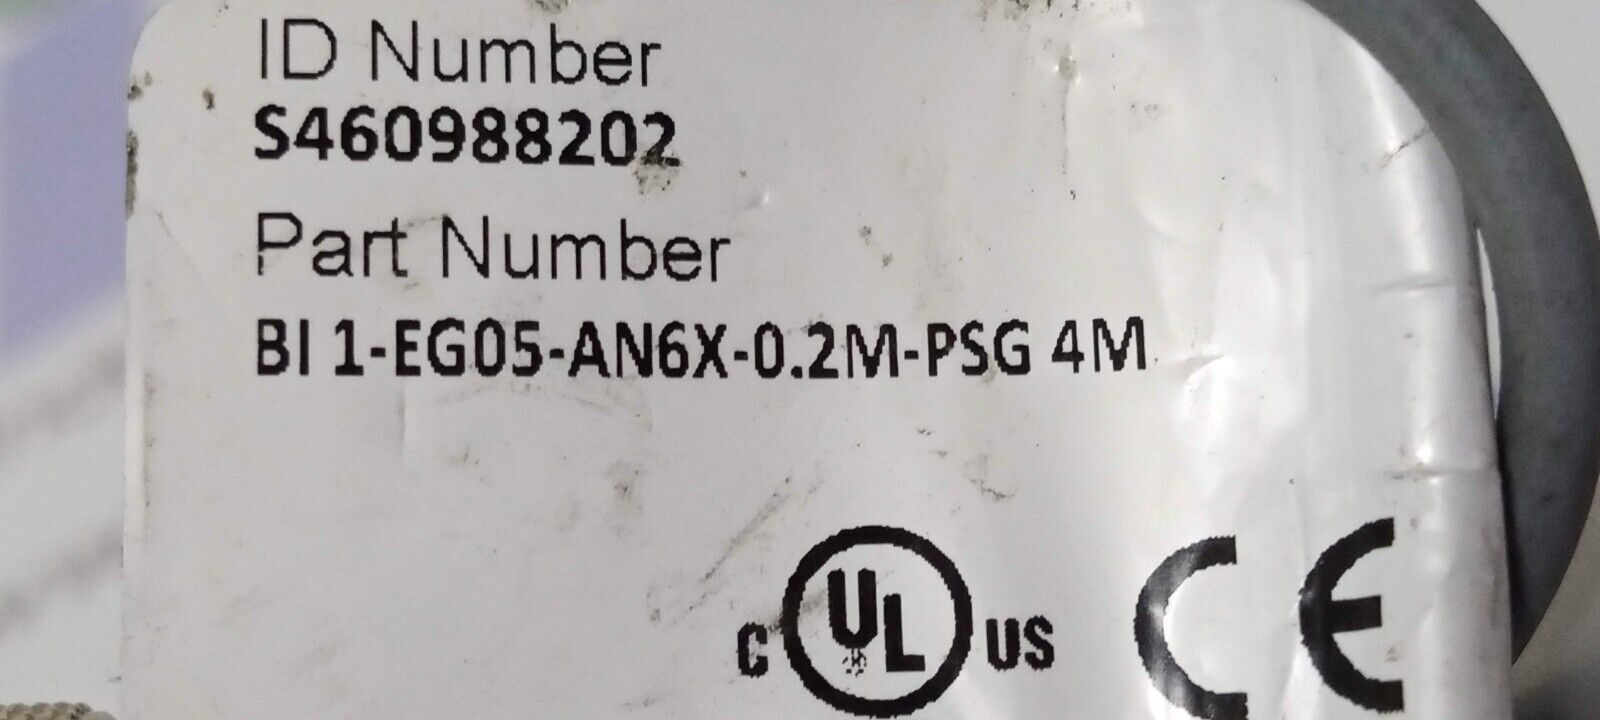 ID Number
S460988202
Part Number
BI 1-EG05-AN6X-0.2M-PSG 4M
C UL US CE